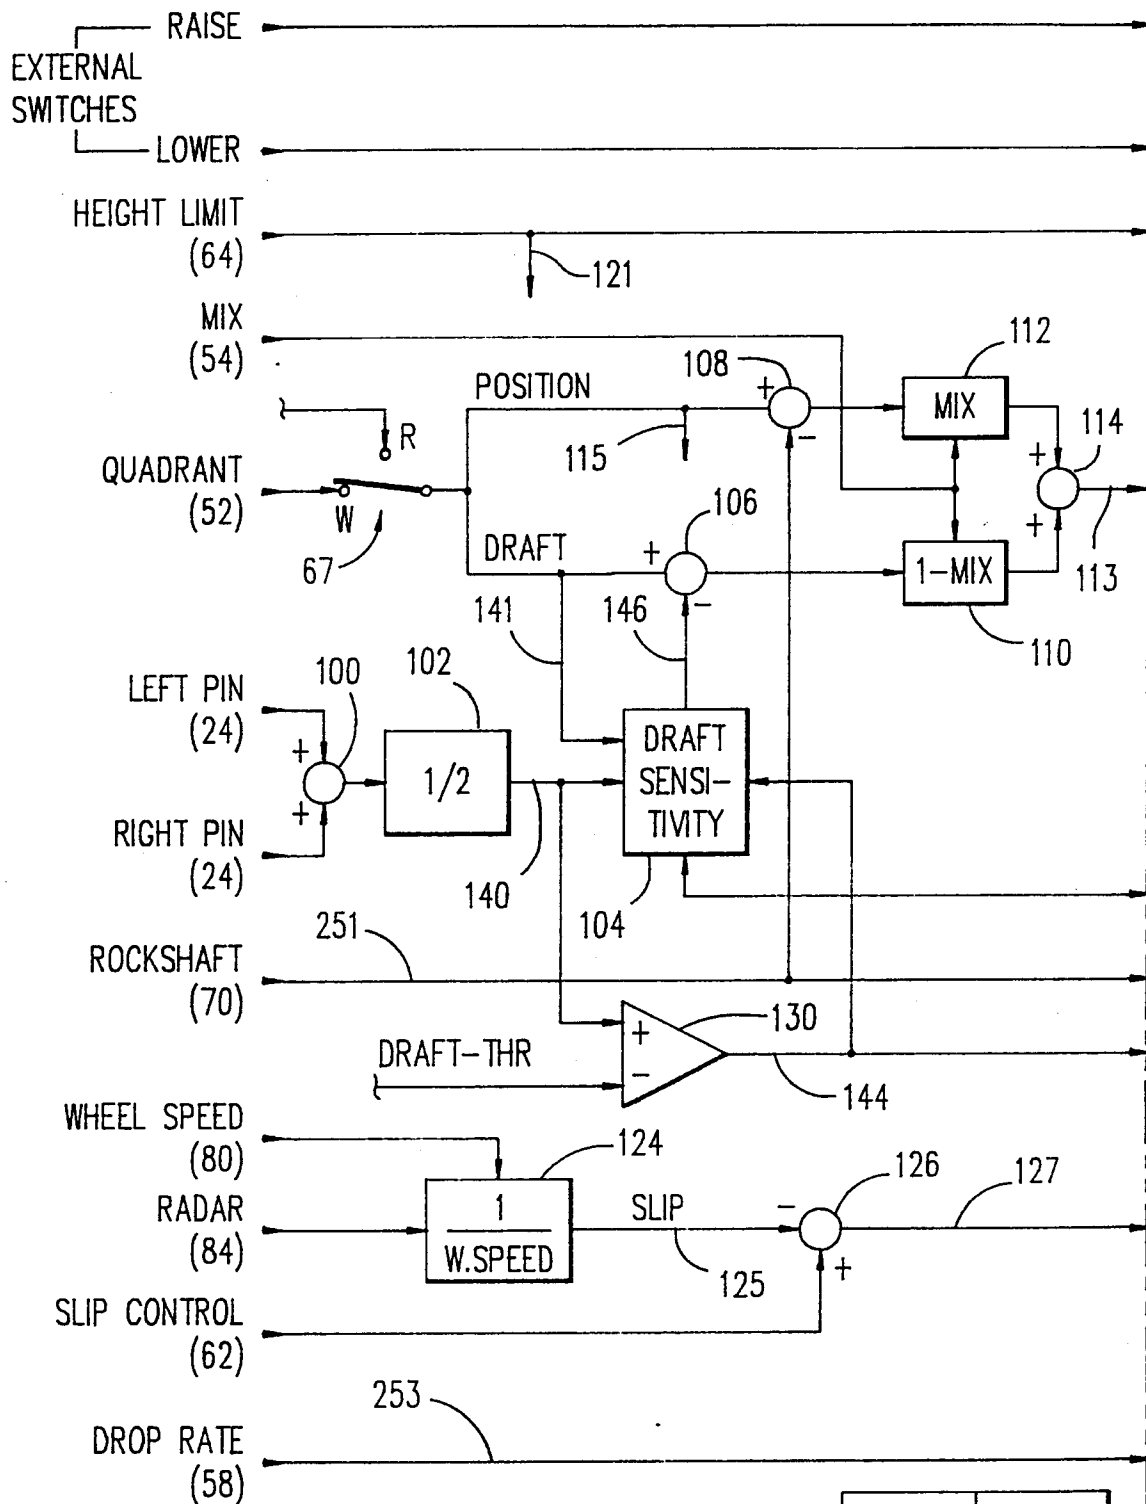 RAISE
EXTERNAL
SWITCHES
LOWER
HEIGHT LIMIT
(64)
121
MIX
(54)
POSITION
115
+
108
-
112
MIX
R
QUADRANT
(52)
W
67
DRAFT
+
106
-
+
114
+
113
1-MIX
110
141
146
LEFT PIN
(24)
100
102
+
+
1/2
DRAFT
SENSI-
TIVITY
RIGHT PIN
(24)
140
104
251
ROCKSHAFT
(70)
130
DRAFT-THR
+
-
144
WHEEL SPEED
(80)
124
RADAR
(84)
1
W.SPEED
SLIP
125
-
126
+
127
SLIP CONTROL
(62)
253
DROP RATE
(58)